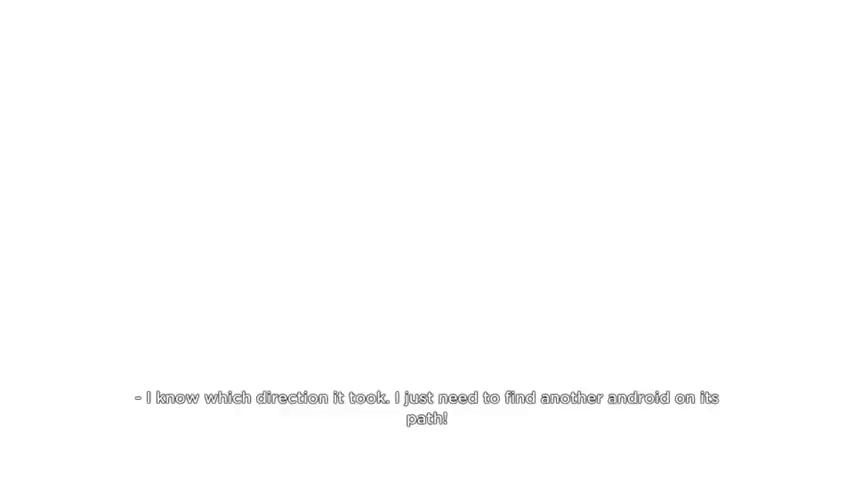 - I know which direction it took. I just need to find another android on its
path!